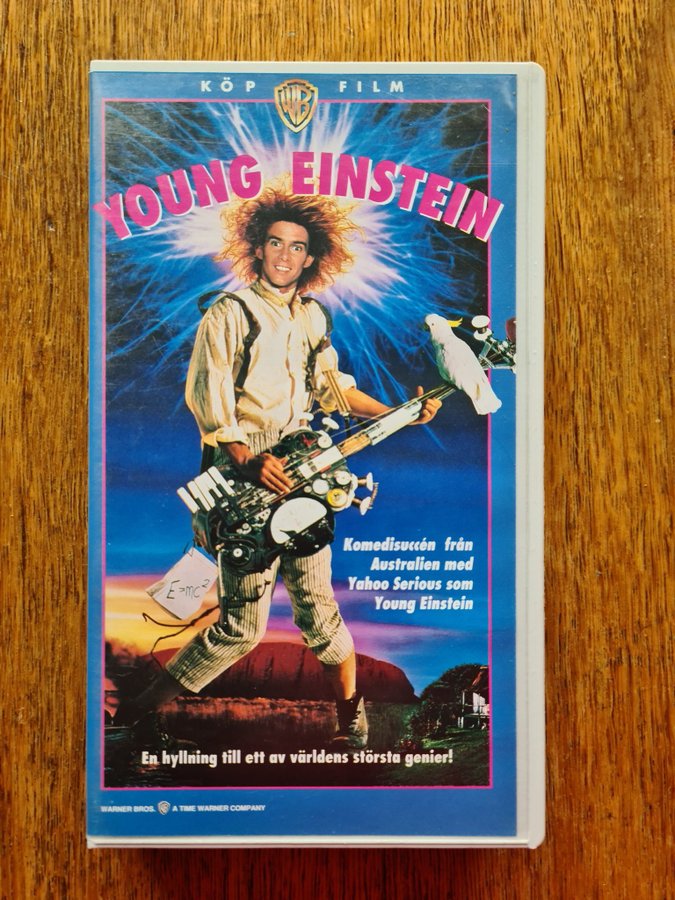 KÖP FILM
WB
YOUNG EINSTEIN
Komedisuccén från
Australien med
Yahoo Serious som
Young Einstein
E=mc²
En hyllning till ett av världens största genier!
WARNER BROS. WB A TIME WARNER COMPANY